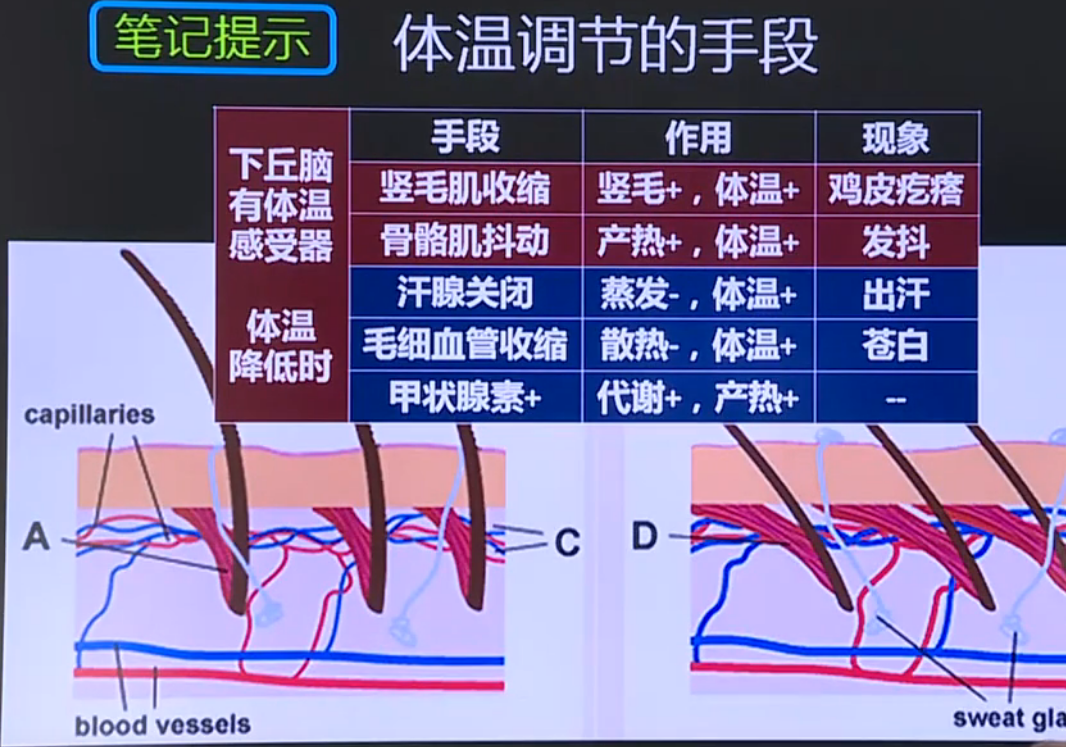 笔记提示
体温调节的手段
下丘脑
有体温
感受器
体温
降低时
手段 作用 现象
竖毛肌收缩 竖毛+，体温+ 鸡皮疙瘩
骨骼肌抖动 产热+，体温+ 发抖
汗腺关闭 蒸发-，体温+ 出汗
毛细血管收缩 散热-，体温+ 苍白
甲状腺素+ 代谢+，产热+ --
capillaries
A
C
D
blood vessels
sweat gla